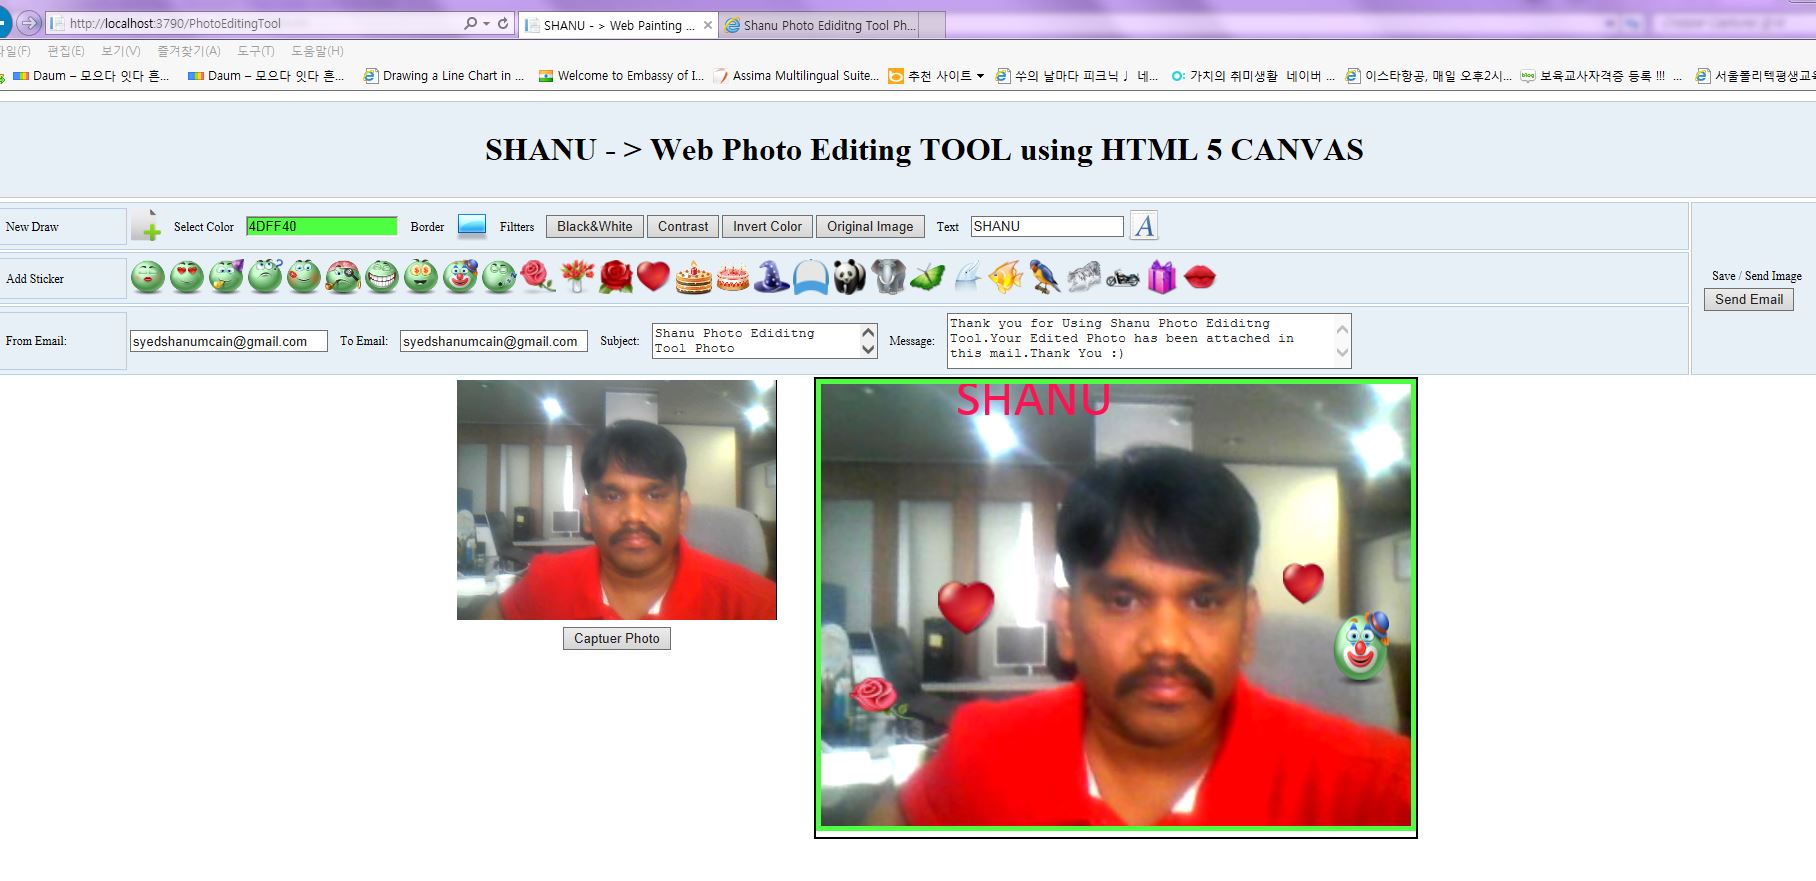 http://localhost:3790/PhotoEditingTool
SHANU - > Web Painting ...
Shanu Photo Ediditng Tool Ph...
편집(E) 보기(V) 즐겨찾기(A) 도구(T) 도움말(H)
Daum – 모으다 잇다 흔...
Daum – 모으다 잇다 흔...
Drawing a Line Chart in ...
Welcome to Embassy of I...
Assima Multilingual Suite...
추천 사이트
쑤의 날마다 피크닉 ♩ 네...
가치의 취미생활 네이버 ...
이스타항공, 매일 오후2시...
보육교사자격증 등록 !!! ...
서울폴리텍평생교육
SHANU - > Web Photo Editing TOOL using HTML 5 CANVAS
New Draw Select Color 4DFF40 Border Filtters Black&White Contrast Invert Color Original Image Text SHANU A
Add Sticker
Save / Send Image
Send Email
From Email: syedshanumcain@gmail.com To Email: syedshanumcain@gmail.com Subject:
Shanu Photo Ediditng
Tool Photo
Message:
Thank you for Using Shanu Photo Ediditng
Tool.Your Edited Photo has been attached in
this mail.Thank You :)
SHANU
Captuer Photo